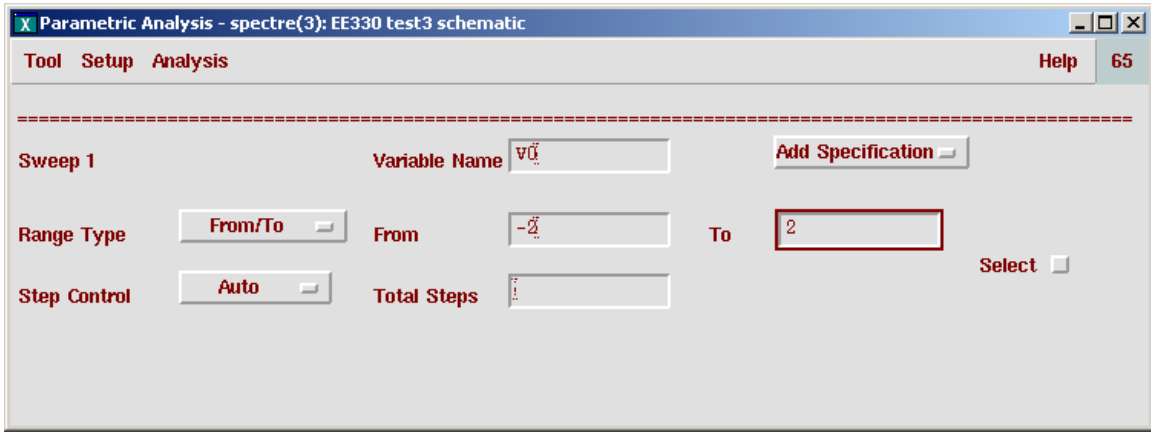 Parametric Analysis - spectre(3): EE330 test3 schematic
Tool Setup Analysis Help 65
Sweep 1 Variable Name V0 Add Specification
Range Type From/To From -2 To 2
Select
Step Control Auto Total Steps